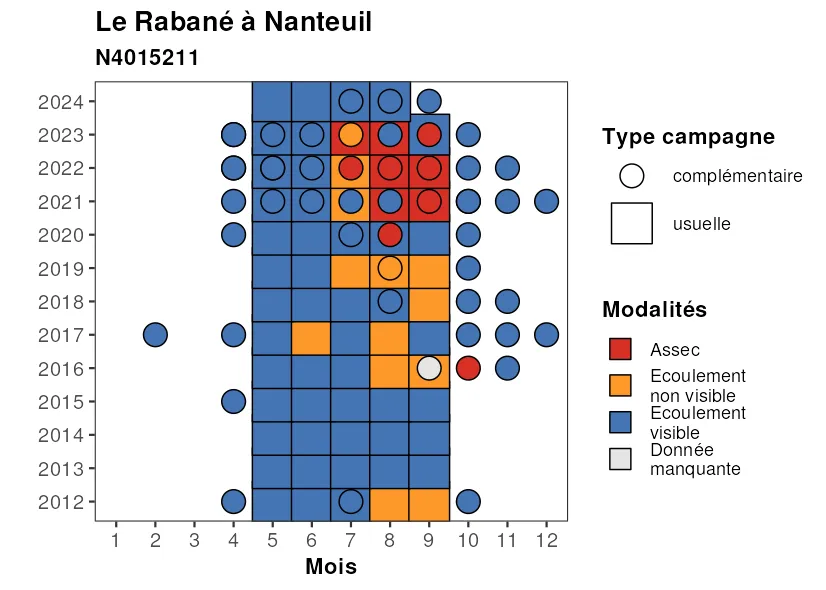 Le Rabané à Nanteuil
N4015211
2024
2023
2022
2021
2020
2019
2018
2017
2016
2015
2014
2013
2012
1 2 3 4 5 6 7 8 9 10 11 12
Mois
Type campagne
complémentaire
usuelle
Modalités
Assec
Ecoulement
non visible
Ecoulement
visible
Donnée
manquante